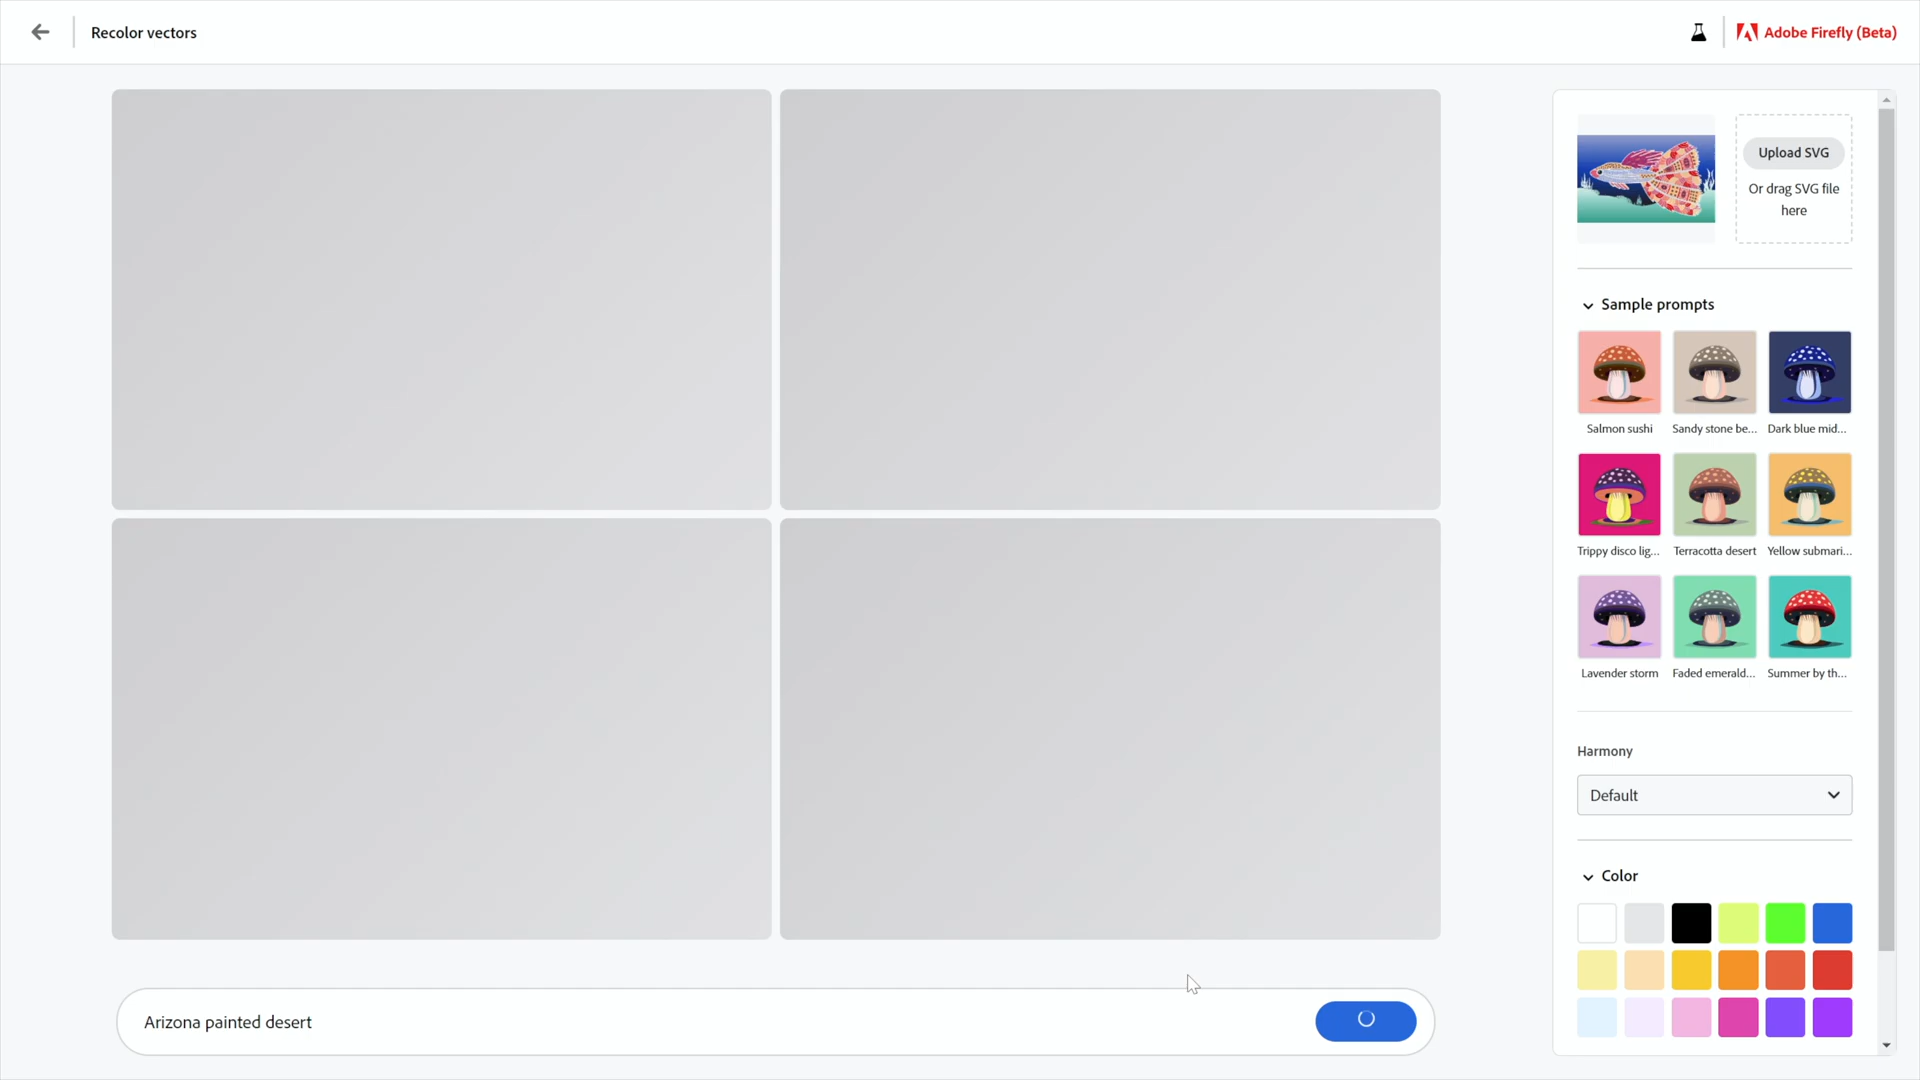 Recolor vectors
Adobe Firefly (Beta)
Upload SVG
Or drag SVG file
here
Sample prompts
Salmon sushi
Sandy stone be...
Dark blue mid...
Trippy disco lig...
Terracotta desert
Yellow submari...
Lavender storm
Faded emerald...
Summer by th...
Harmony
Default
Color
Arizona painted desert